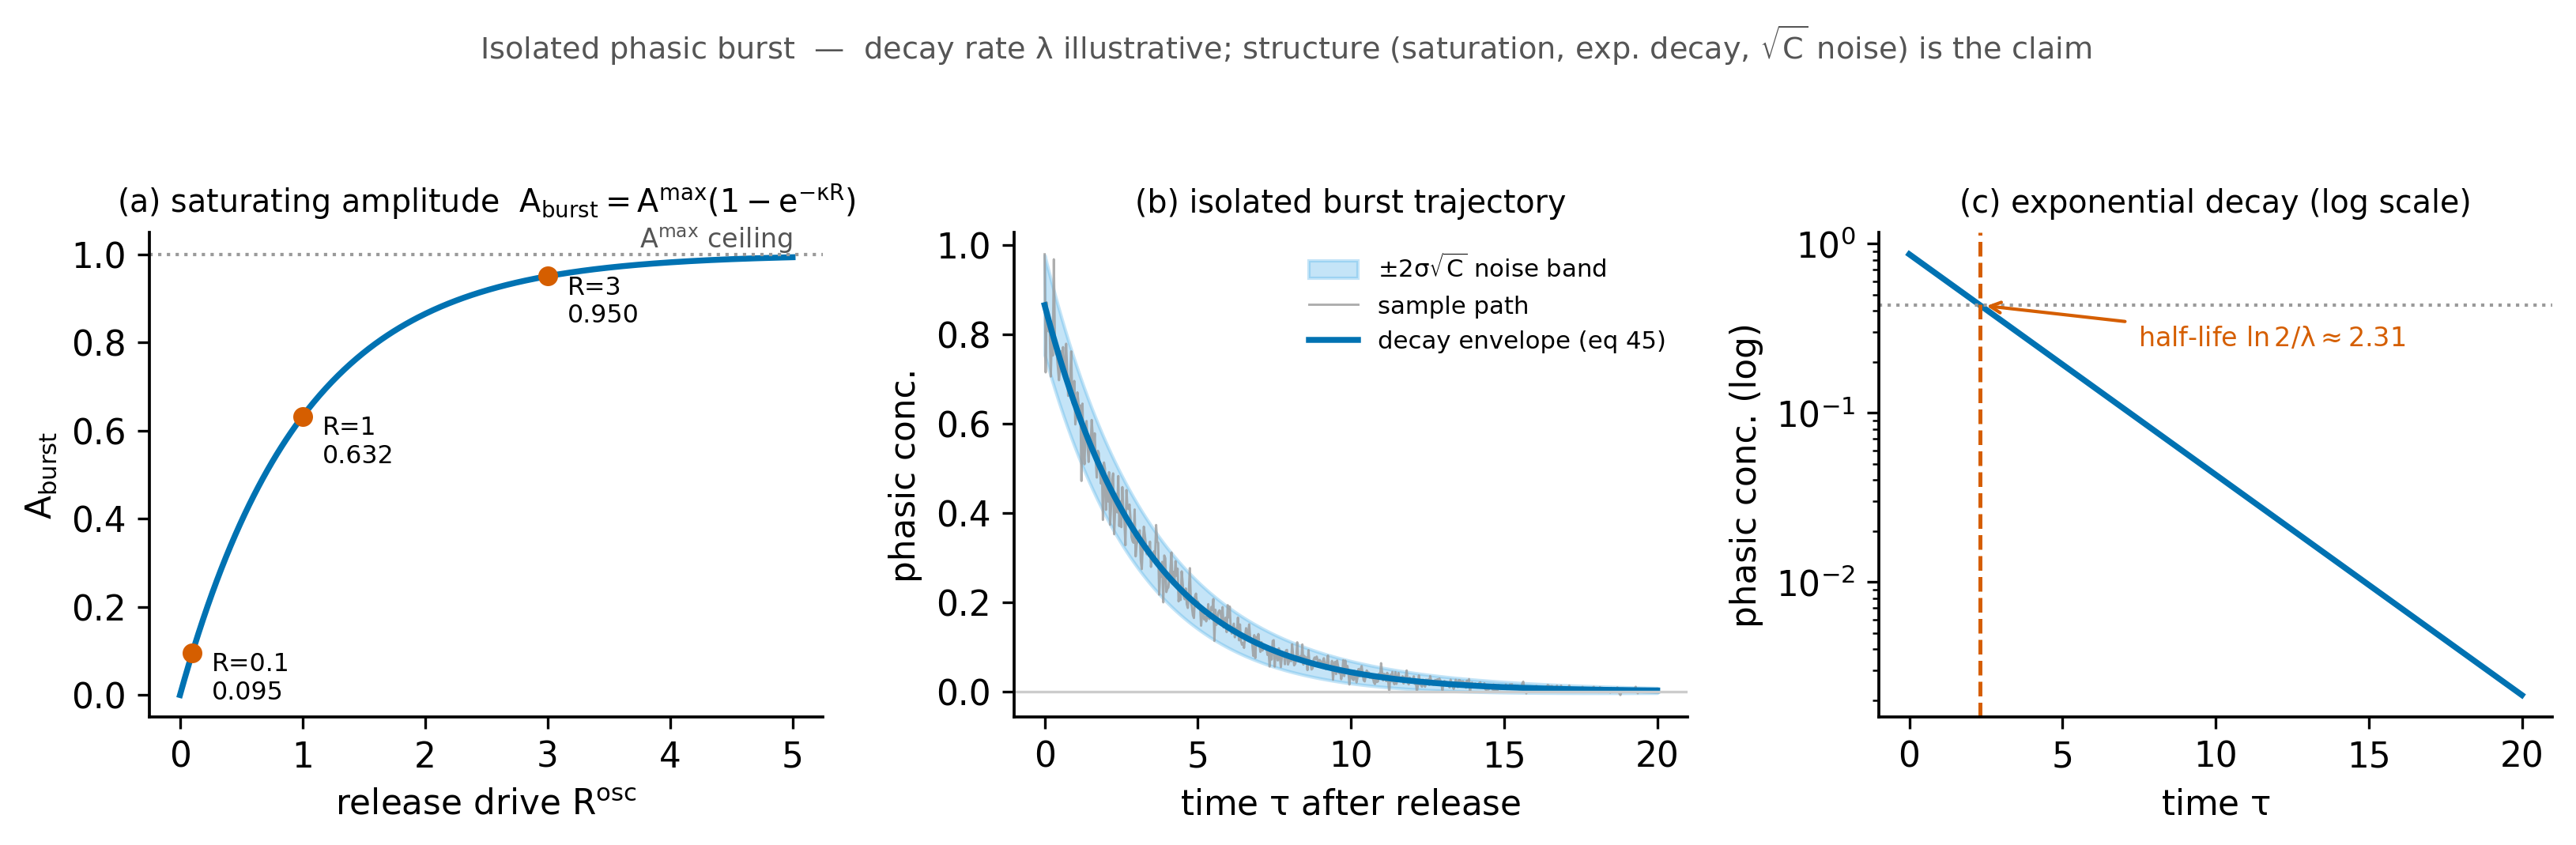 Isolated phasic burst — decay rate λ illustrative; structure (saturation, exp. decay, √C noise) is the claim
(a) saturating amplitude A_burst = A^max(1 − e^−κR)
A^max ceiling
R=3
0.950
R=1
0.632
R=0.1
0.095
1.0
0.8
0.6
0.4
0.2
0.0
A_burst
0 1 2 3 4 5
release drive R^osc
(b) isolated burst trajectory
±2σ√C noise band
sample path
decay envelope (eq 45)
1.0
0.8
0.6
0.4
0.2
0.0
phasic conc.
0 5 10 15 20
time τ after release
(c) exponential decay (log scale)
half-life ln 2/λ ≈ 2.31
10^0
10^−1
10^−2
phasic conc. (log)
0 5 10 15 20
time τ